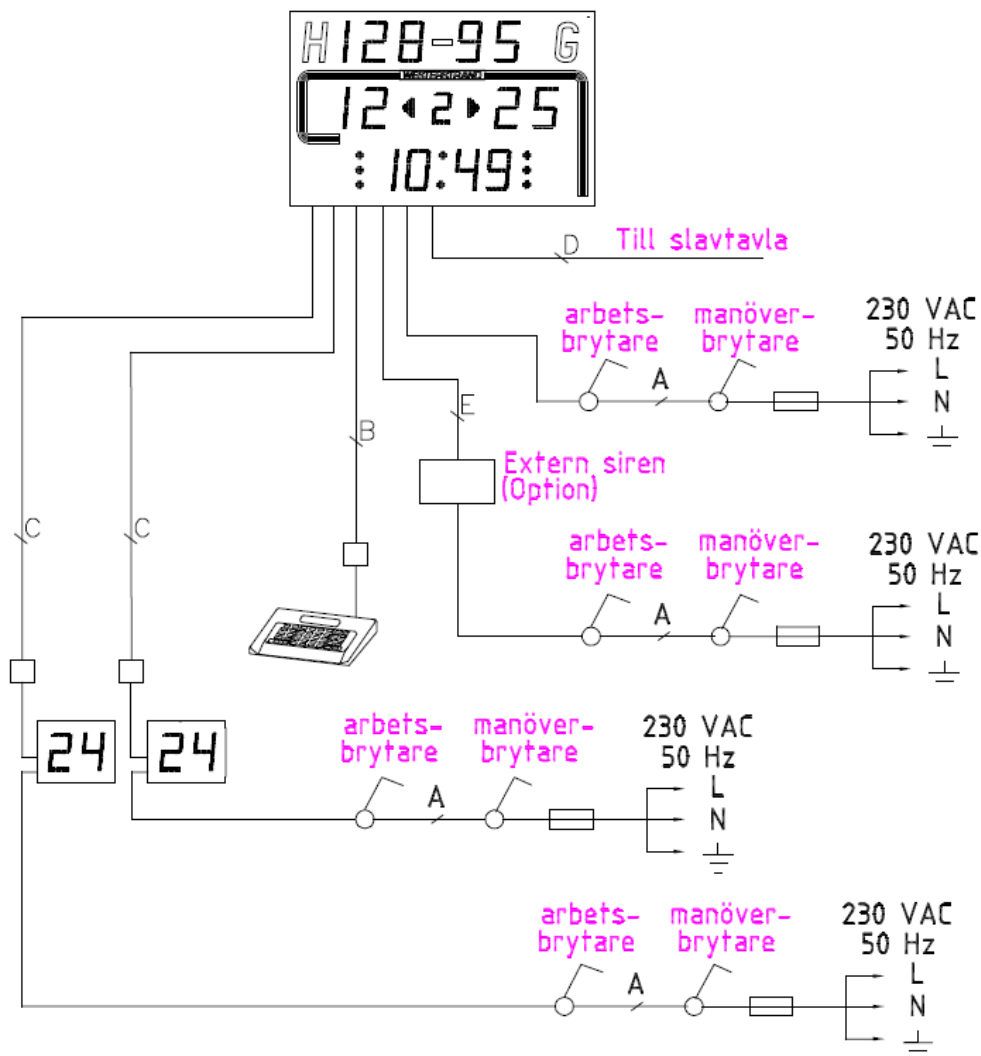 H 128-95 G
WESTERSTRAND
12 2 25
10:49
D Till slavtavla
arbets-
brytare
manöver-
brytare
230 VAC
50 Hz
A
L
N
E
B
Extern siren
(Option)
C
C
arbets-
brytare
manöver-
brytare
230 VAC
50 Hz
A
L
N
24
24
arbets-
brytare
manöver-
brytare
230 VAC
50 Hz
A
L
N
arbets-
brytare
manöver-
brytare
230 VAC
50 Hz
A
L
N